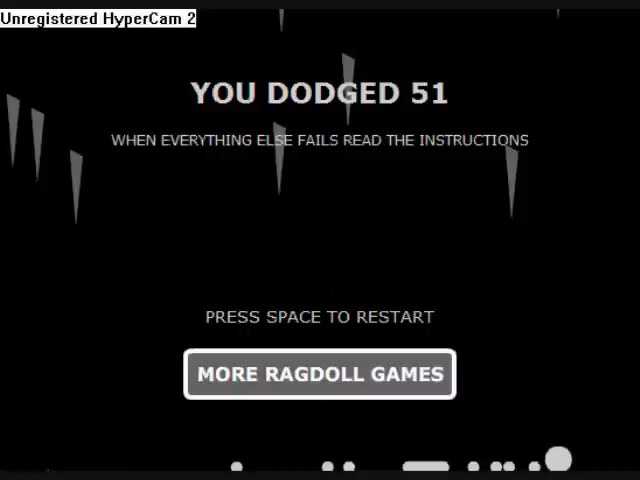 Unregistered HyperCam 2
YOU DODGED 51
WHEN EVERYTHING ELSE FAILS READ THE INSTRUCTIONS
PRESS SPACE TO RESTART
MORE RAGDOLL GAMES